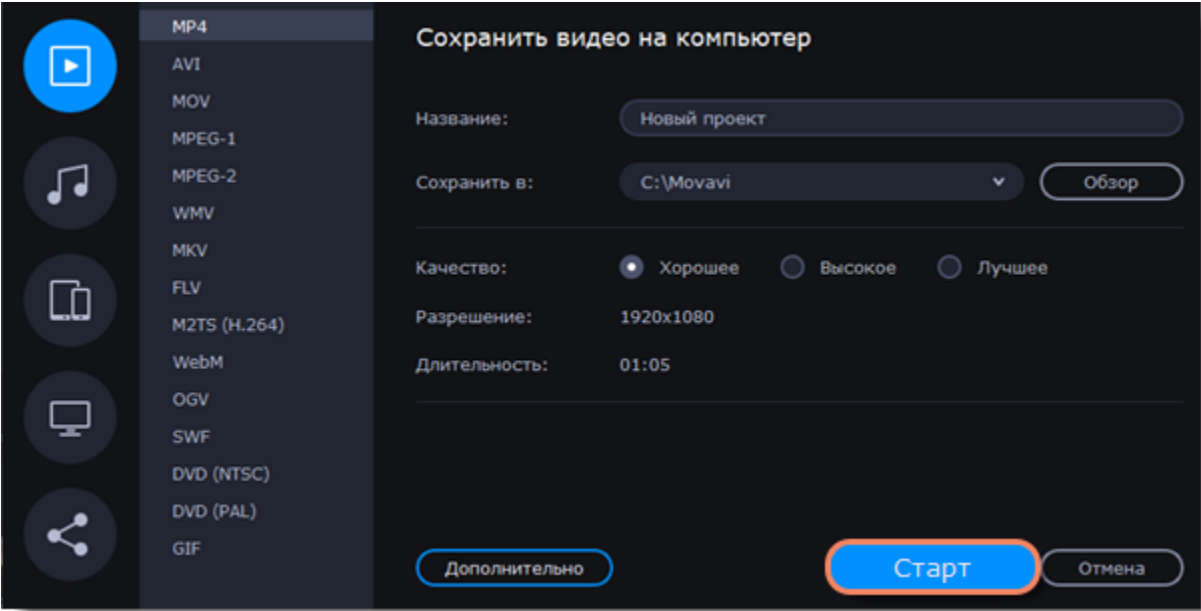 MP4
AVI
MOV
MPEG-1
MPEG-2
WMV
MKV
FLV
M2TS (H.264)
WebM
OGV
SWF
DVD (NTSC)
DVD (PAL)
GIF
Сохранить видео на компьютер
Название: Новый проект
Сохранить в: C:\Movavi Обзор
Качество: Хорошее Высокое Лучшее
Разрешение: 1920x1080
Длительность: 01:05
Дополнительно Старт Отмена